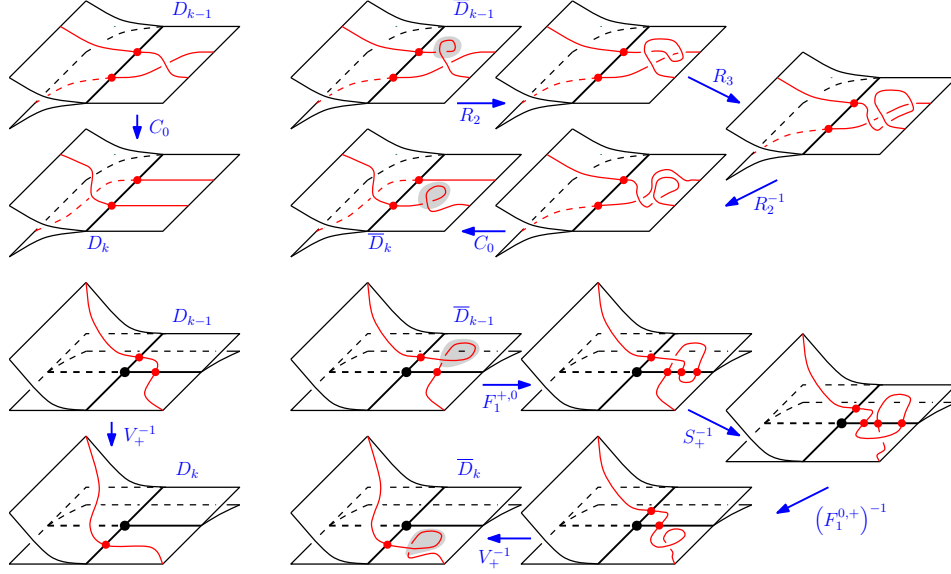 D_{k-1}
\overline{D}_{k-1}
C_0
R_2
R_3
D_k
\overline{D}_k
C_0
R_2^{-1}
D_{k-1}
\overline{D}_{k-1}
F_1^{+,0}
S_+^{-1}
V_+^{-1}
D_k
\overline{D}_k
V_+^{-1}
(F_1^{0,+})^{-1}